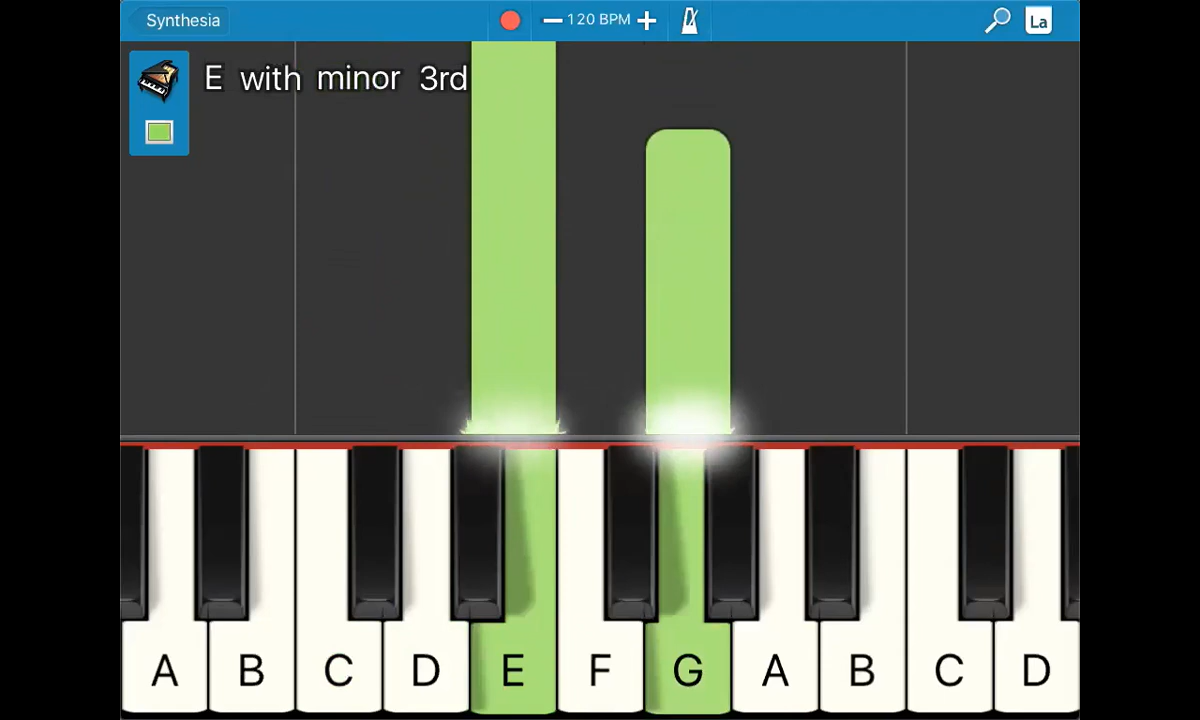 Synthesia
120 BPM
La
E with minor 3rd
A B C D E F G A B C D